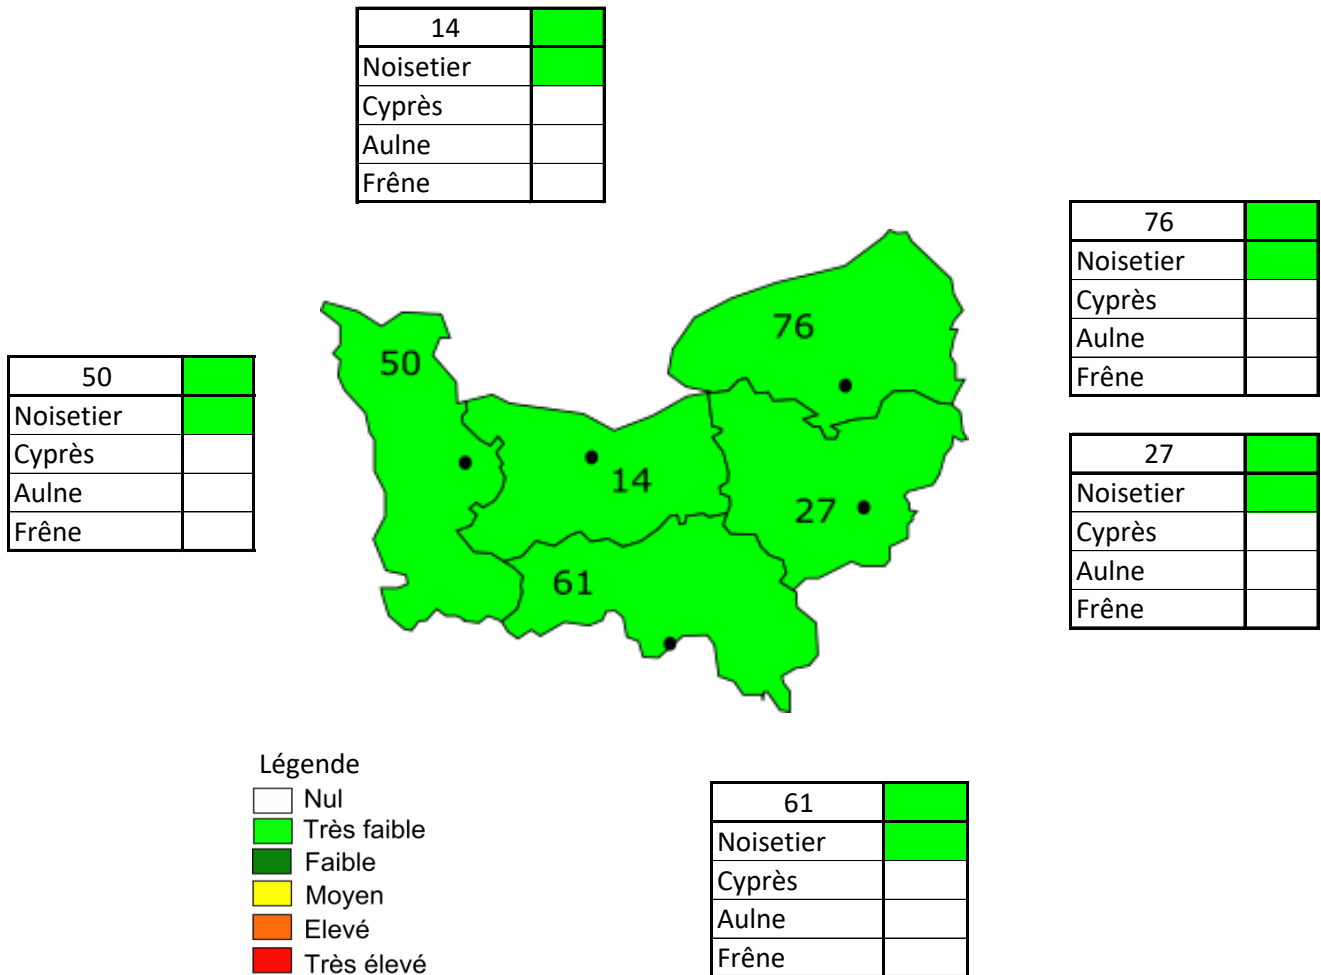 14
Noisetier
Cyprès
Aulne
Frêne
76
Noisetier
Cyprès
Aulne
Frêne
50
Noisetier
Cyprès
Aulne
Frêne
27
Noisetier
Cyprès
Aulne
Frêne
76
50
14
27
61
Légende
Nul
Très faible
Faible
Moyen
Elevé
Très élevé
61
Noisetier
Cyprès
Aulne
Frêne